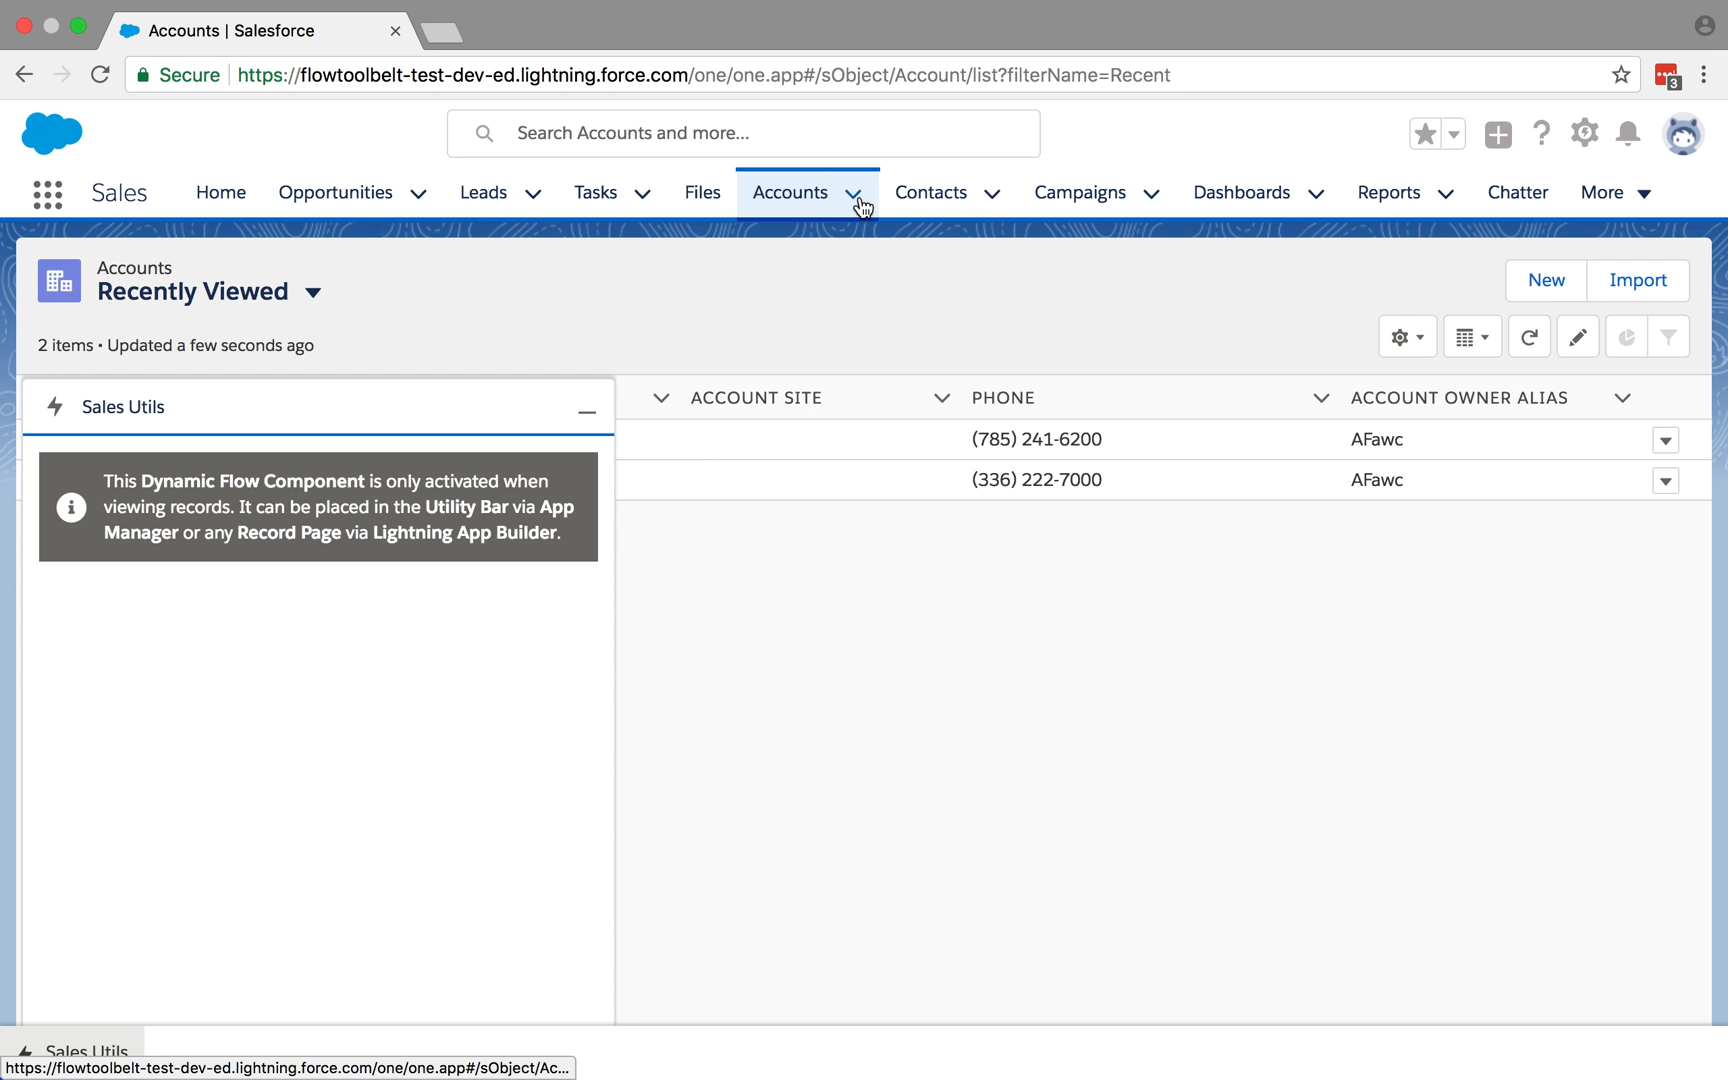 Accounts | Salesforce
Secure
https://flowtoolbelt-test-dev-ed.lightning.force.com/one/one.app#/sObject/Account/list?filterName=Recent
3
Search Accounts and more...
Sales
Home
Opportunities
Leads
Tasks
Files
Accounts
Contacts
Campaigns
Dashboards
Reports
Chatter
More
Accounts
Recently Viewed
New
Import
2 items • Updated a few seconds ago
Sales Utils
ACCOUNT SITE
PHONE
ACCOUNT OWNER ALIAS
(785) 241-6200
AFawc
(336) 222-7000
AFawc
This Dynamic Flow Component is only activated when
viewing records. It can be placed in the Utility Bar via App
Manager or any Record Page via Lightning App Builder.
Sales Utils
https://flowtoolbelt-test-dev-ed.lightning.force.com/one/one.app#/sObject/Ac...